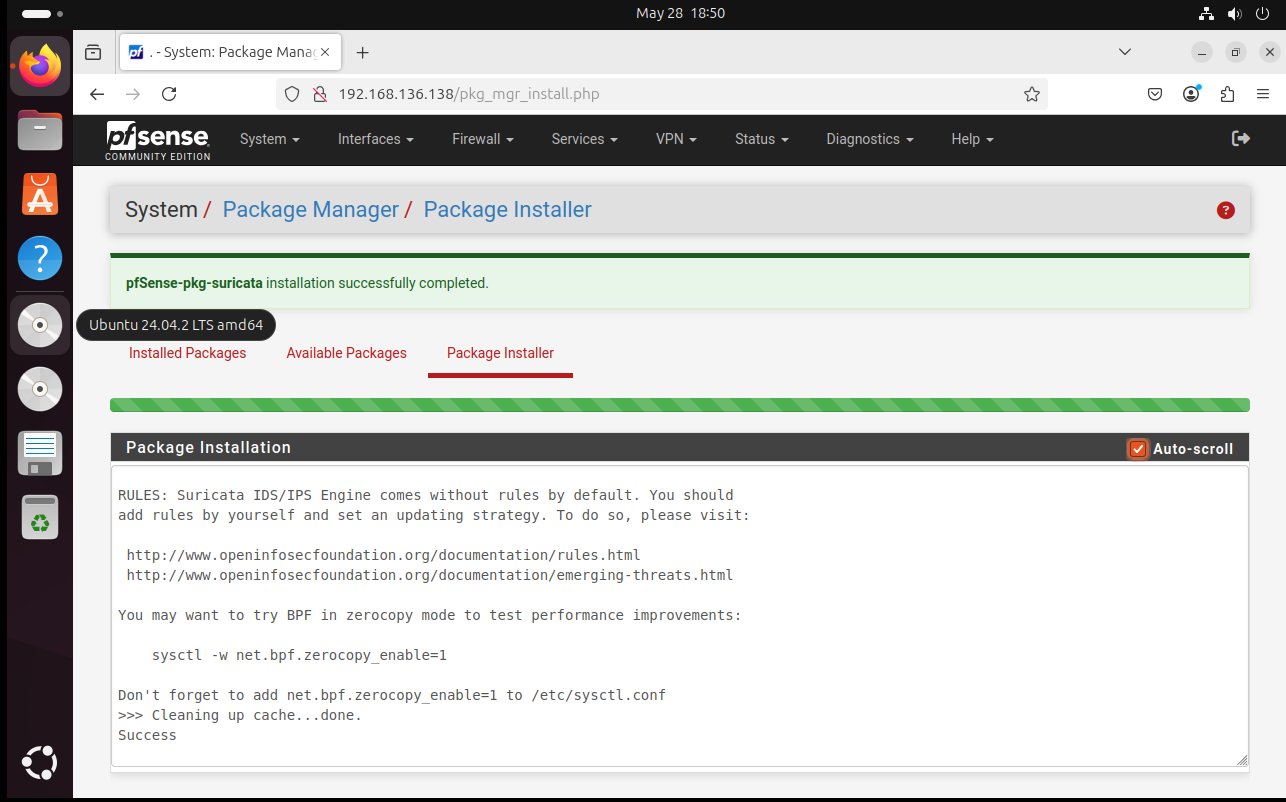 May 28 18:50
. - System: Package Manag
192.168.136.138/pkg_mgr_install.php
pfsense
COMMUNITY EDITION
System Interfaces Firewall Services VPN Status Diagnostics Help
System / Package Manager / Package Installer
?
pfSense-pkg-suricata installation successfully completed.
Ubuntu 24.04.2 LTS amd64
Installed Packages Available Packages Package Installer
Package Installation
Auto-scroll
RULES: Suricata IDS/IPS Engine comes without rules by default. You should
add rules by yourself and set an updating strategy. To do so, please visit:
http://www.openinfosecfoundation.org/documentation/rules.html
http://www.openinfosecfoundation.org/documentation/emerging-threats.html
You may want to try BPF in zerocopy mode to test performance improvements:
sysctl -w net.bpf.zerocopy_enable=1
Don't forget to add net.bpf.zerocopy_enable=1 to /etc/sysctl.conf
>>> Cleaning up cache...done.
Success